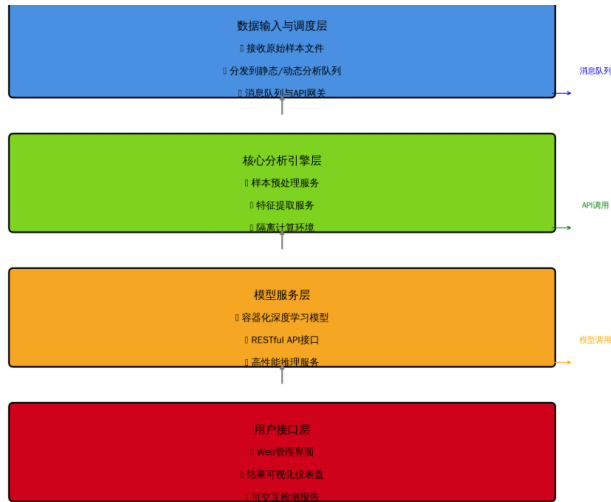 数据输入与调度层
▯ 接收原始样本文件
▯ 分发到静态/动态分析队列
▯ 消息队列与API网关
消息队列
核心分析引擎层
▯ 样本预处理服务
▯ 特征提取服务
▯ 隔离计算环境
API调用
模型服务层
▯ 容器化深度学习模型
▯ RESTful API接口
▯ 高性能推理服务
模型调用
用户接口层
▯ Web管理界面
▯ 结果可视化仪表盘
▯ 可交互检测报告